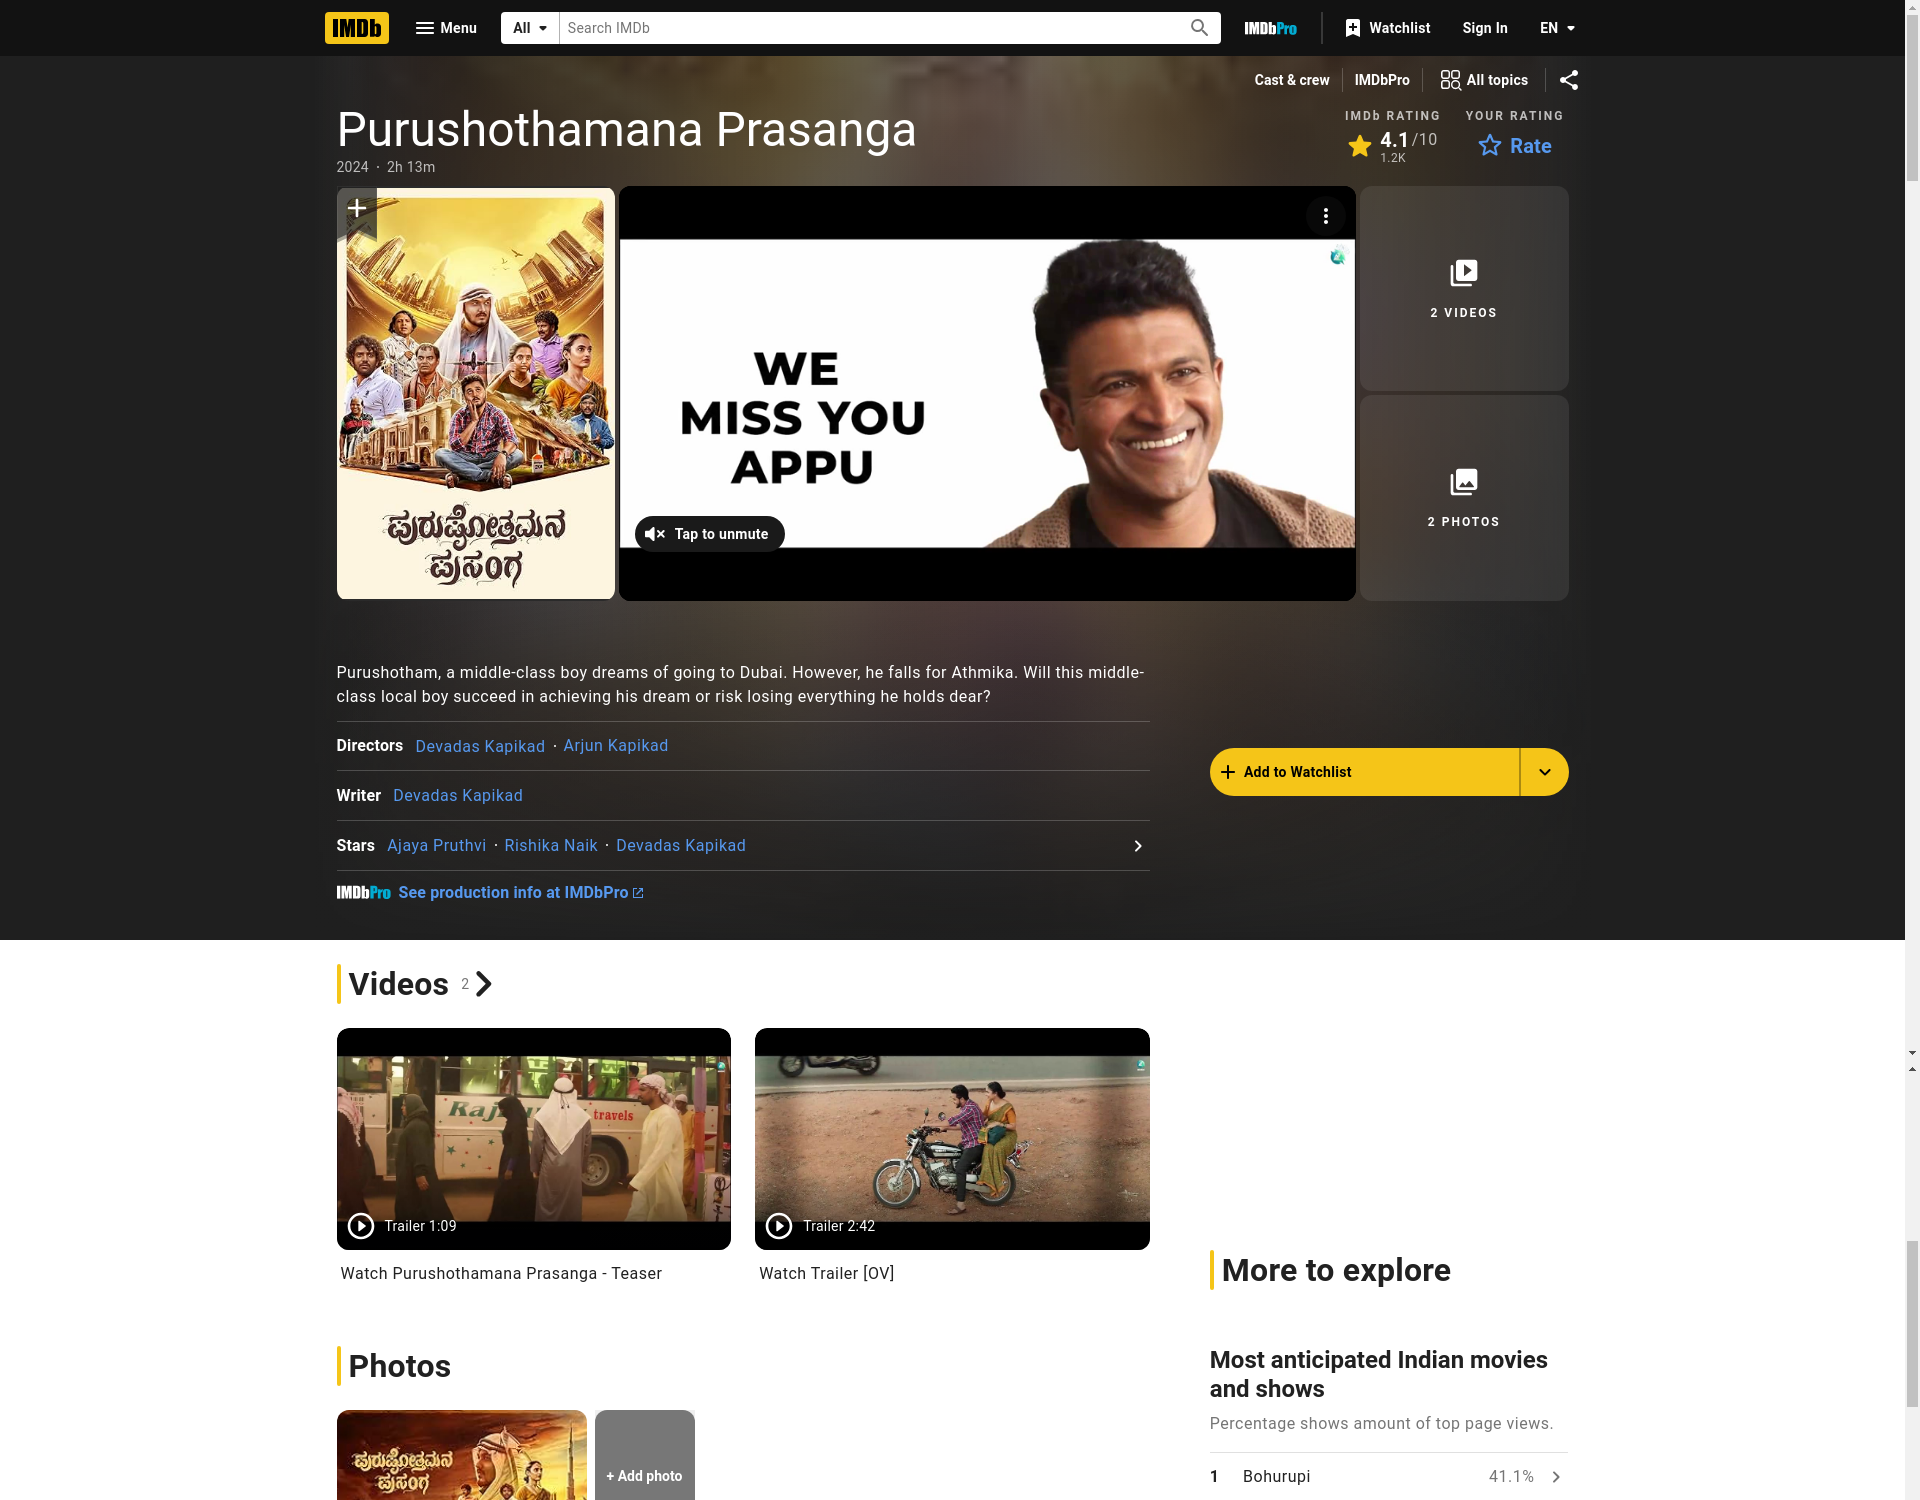 IMDb
Menu
All
Search IMDb
IMDbPro
Watchlist
Sign In
EN
Cast & crew
IMDbPro
All topics
Purushothamana Prasanga
2024 · 2h 13m
IMDb RATING
4.1/10
1.2K
YOUR RATING
Rate
ಪುರುಷೋತ್ತಮನ
ಪ್ರಸಂಗ
WE
MISS YOU
APPU
Tap to unmute
2 VIDEOS
2 PHOTOS
Purushotham, a middle-class boy dreams of going to Dubai. However, he falls for Athmika. Will this middle-
class local boy succeed in achieving his dream or risk losing everything he holds dear?
Directors Devadas Kapikad · Arjun Kapikad
Writer Devadas Kapikad
Stars Ajaya Pruthvi · Rishika Naik · Devadas Kapikad
IMDbPro See production info at IMDbPro
Add to Watchlist
Videos 2
travels
Trailer 1:09
Trailer 2:42
Watch Purushothamana Prasanga - Teaser
Watch Trailer [OV]
Photos
ಪುರುಷೋತ್ತಮನ
ಪ್ರಸಂಗ
+ Add photo
More to explore
Most anticipated Indian movies
and shows
Percentage shows amount of top page views.
1 Bohurupi 41.1%